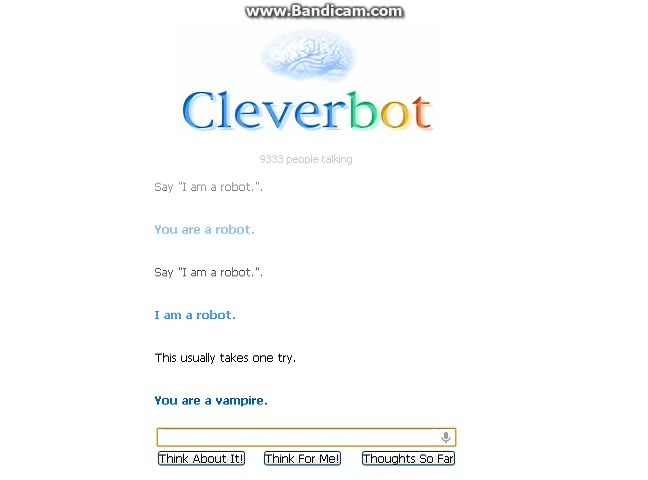 www.Bandicam.com
Cleverbot
9333 people talking
Say "I am a robot.".
You are a robot.
Say "I am a robot.".
I am a robot.
This usually takes one try.
You are a vampire.
Think About It! Think For Me! Thoughts So Far